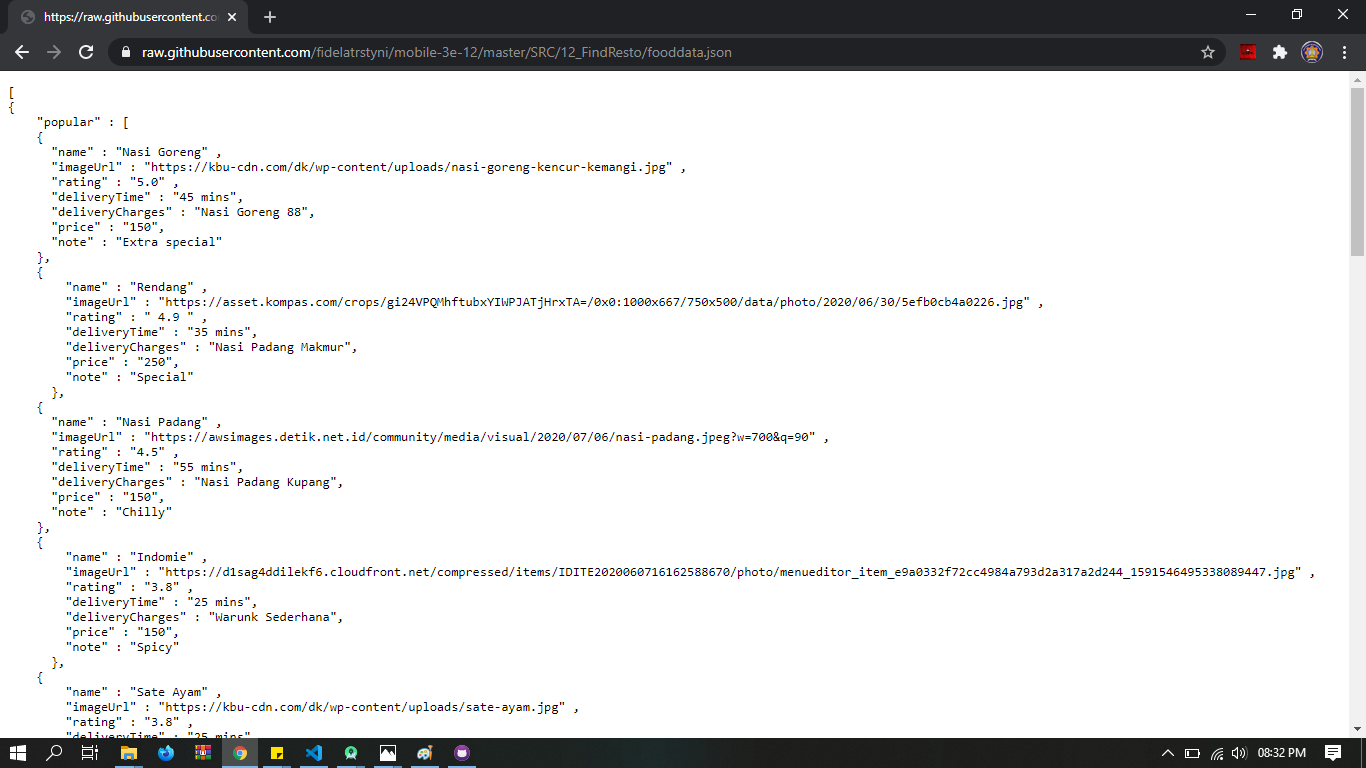 https://raw.githubusercontent.co
raw.githubusercontent.com/fidelatrstyni/mobile-3e-12/master/SRC/12_FindResto/fooddata.json
[
{
"popular" : [
{
"name" : "Nasi Goreng" ,
"imageUrl" : "https://kbu-cdn.com/dk/wp-content/uploads/nasi-goreng-kencur-kemangi.jpg" ,
"rating" : "5.0" ,
"deliveryTime" : "45 mins",
"deliveryCharges" : "Nasi Goreng 88",
"price" : "150",
"note" : "Extra special"
},
{
"name" : "Rendang" ,
"imageUrl" : "https://asset.kompas.com/crops/gi24VPQMhftubxYIWPJATjHrxTA=/0x0:1000x667/750x500/data/photo/2020/06/30/5efb0cb4a0226.jpg" ,
"rating" : " 4.9 " ,
"deliveryTime" : "35 mins",
"deliveryCharges" : "Nasi Padang Makmur",
"price" : "250",
"note" : "Special"
},
{
"name" : "Nasi Padang" ,
"imageUrl" : "https://awsimages.detik.net.id/community/media/visual/2020/07/06/nasi-padang.jpeg?w=700&q=90" ,
"rating" : "4.5" ,
"deliveryTime" : "55 mins",
"deliveryCharges" : "Nasi Padang Kupang",
"price" : "150",
"note" : "Chilly"
},
{
"name" : "Indomie" ,
"imageUrl" : "https://d1sag4ddilekf6.cloudfront.net/compressed/items/IDITE2020060716162588670/photo/menueditor_item_e9a0332f72cc4984a793d2a317a2d244_1591546495338089447.jpg" ,
"rating" : "3.8" ,
"deliveryTime" : "25 mins",
"deliveryCharges" : "Warunk Sederhana",
"price" : "150",
"note" : "Spicy"
},
{
"name" : "Sate Ayam" ,
"imageUrl" : "https://kbu-cdn.com/dk/wp-content/uploads/sate-ayam.jpg" ,
"rating" : "3.8" ,
"deliveryTime" : "25 mins"
08:32 PM